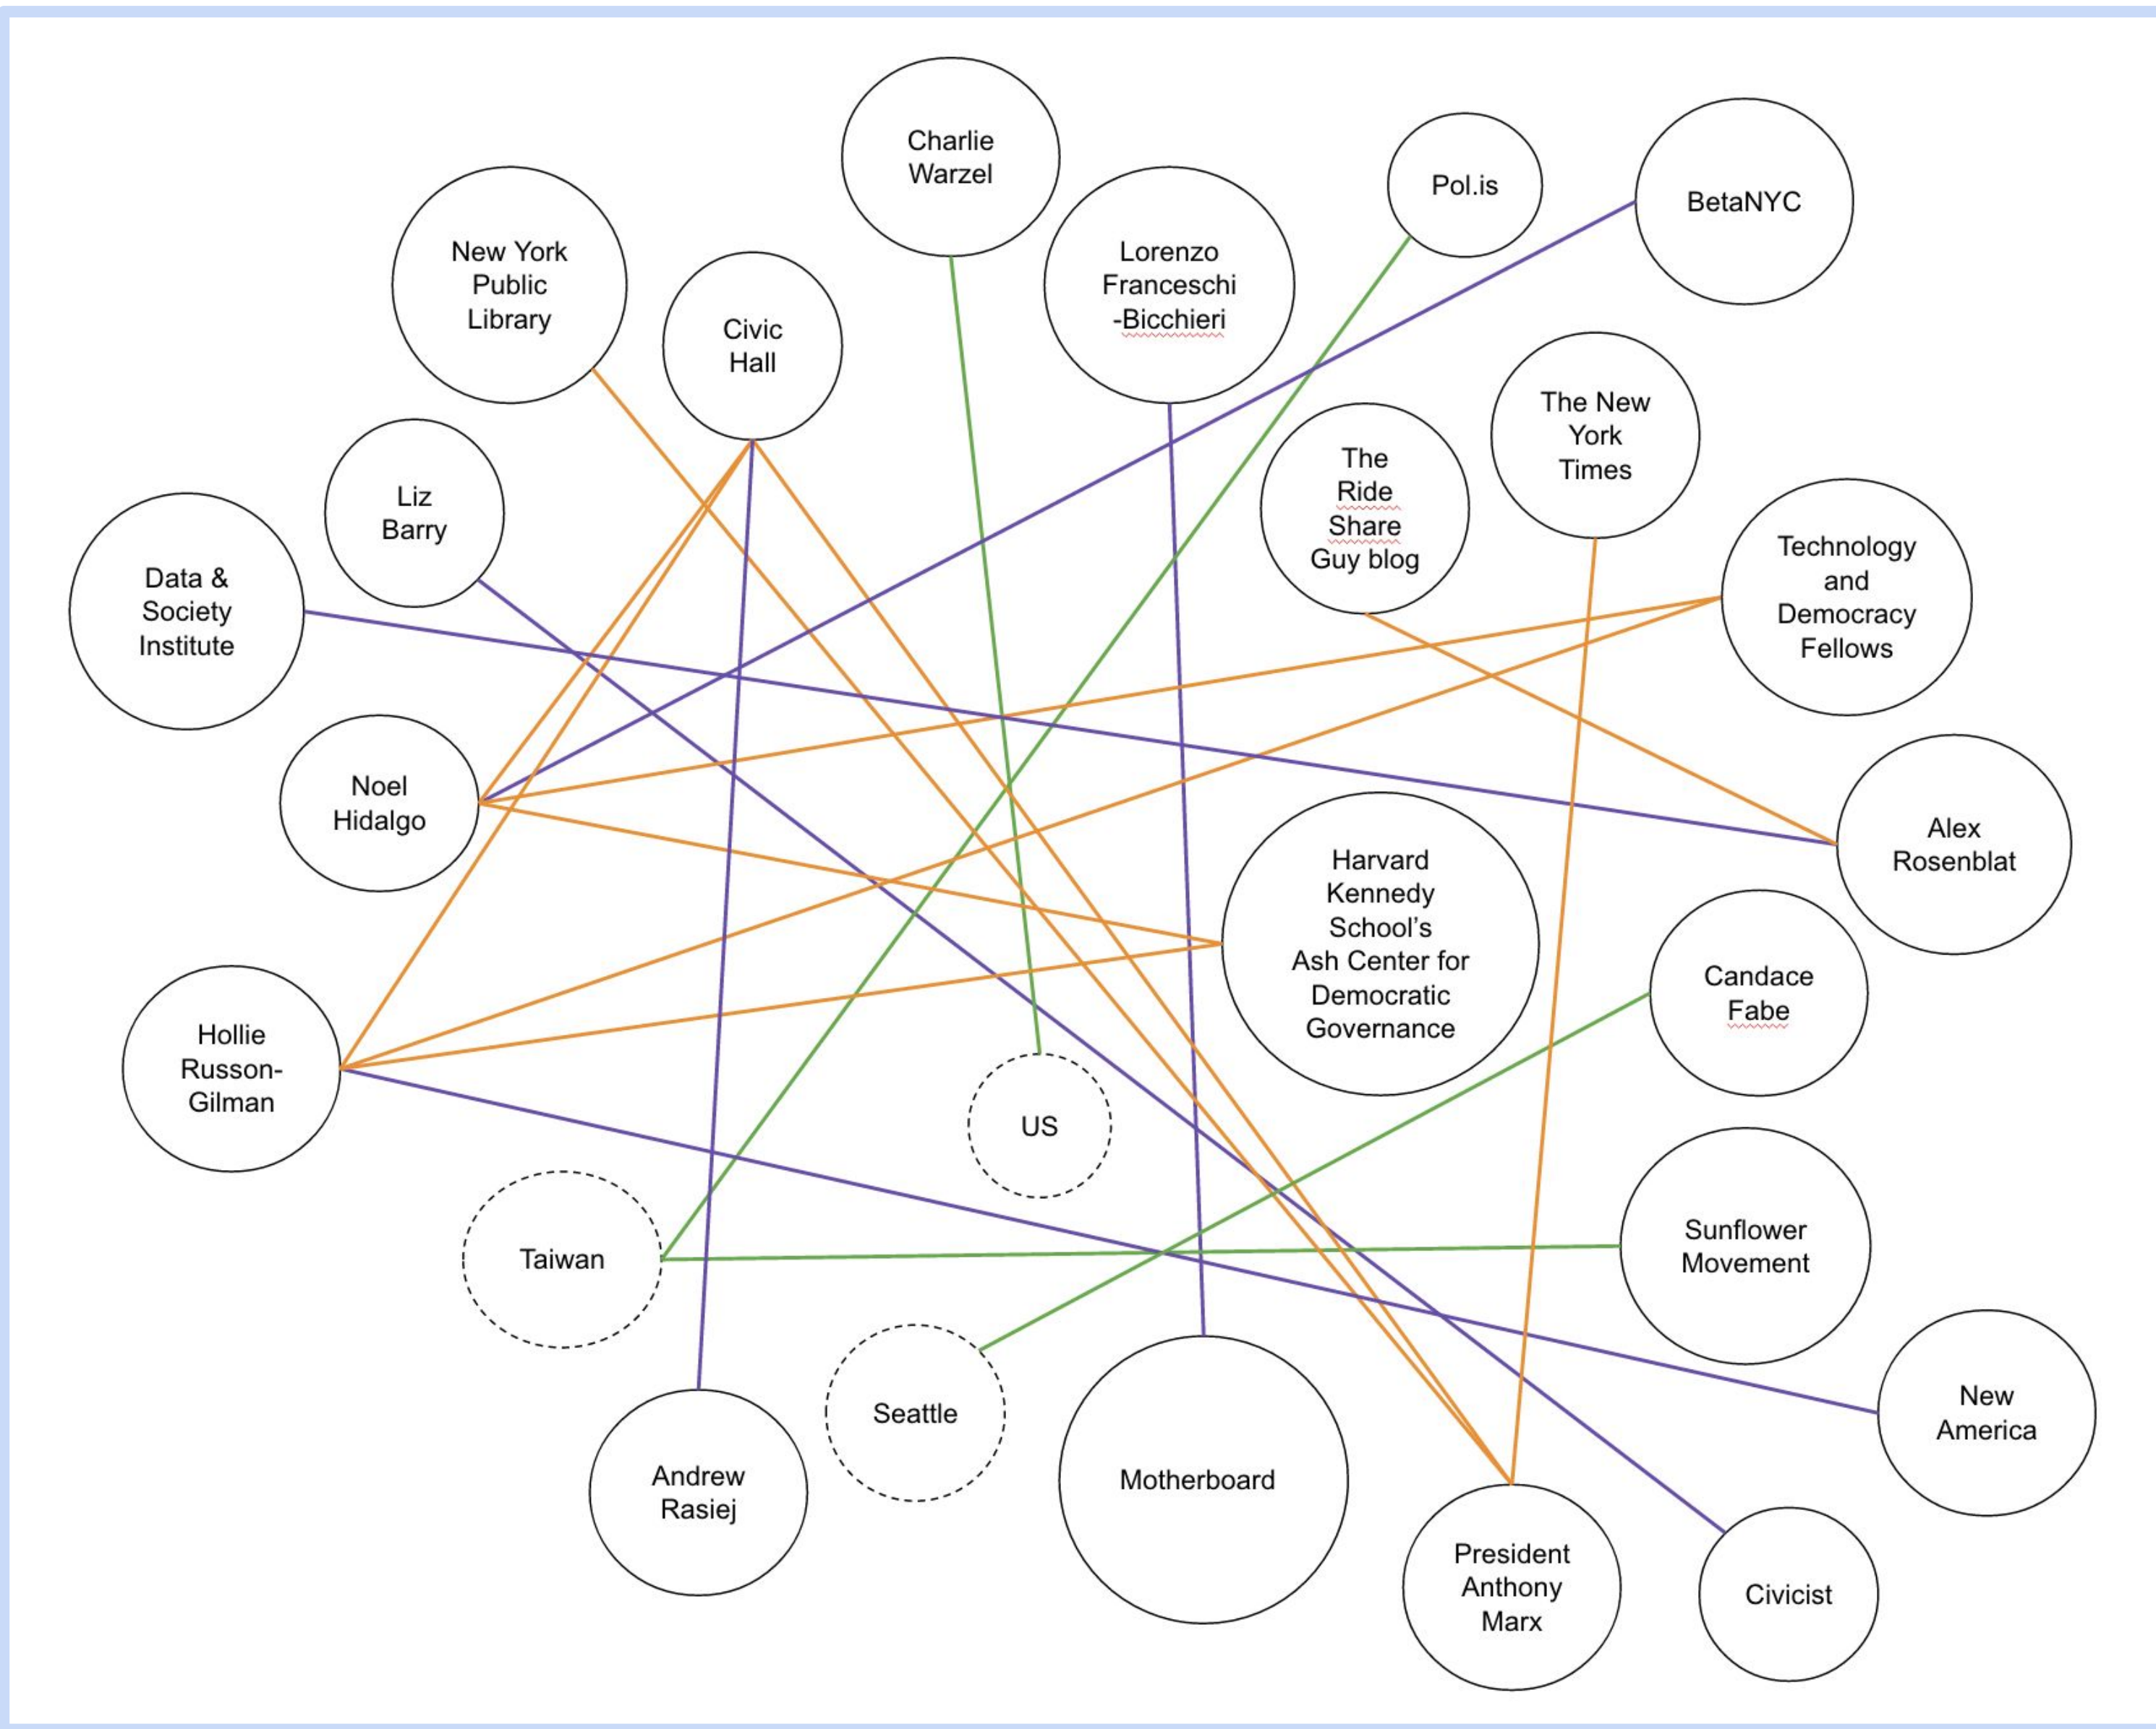 Charlie
Warzel
Pol.is
BetaNYC
New York
Public
Library
Lorenzo
Franceschi
-Bicchieri
Civic
Hall
The New
York
Times
The
Ride
Share
Guy blog
Liz
Barry
Technology
and
Democracy
Fellows
Data &
Society
Institute
Noel
Hidalgo
Alex
Rosenblat
Harvard
Kennedy
School’s
Ash Center for
Democratic
Governance
Candace
Fabe
Hollie
Russon-
Gilman
US
Sunflower
Movement
Taiwan
Seattle
New
America
Andrew
Rasiej
Motherboard
President
Anthony
Marx
Civicist